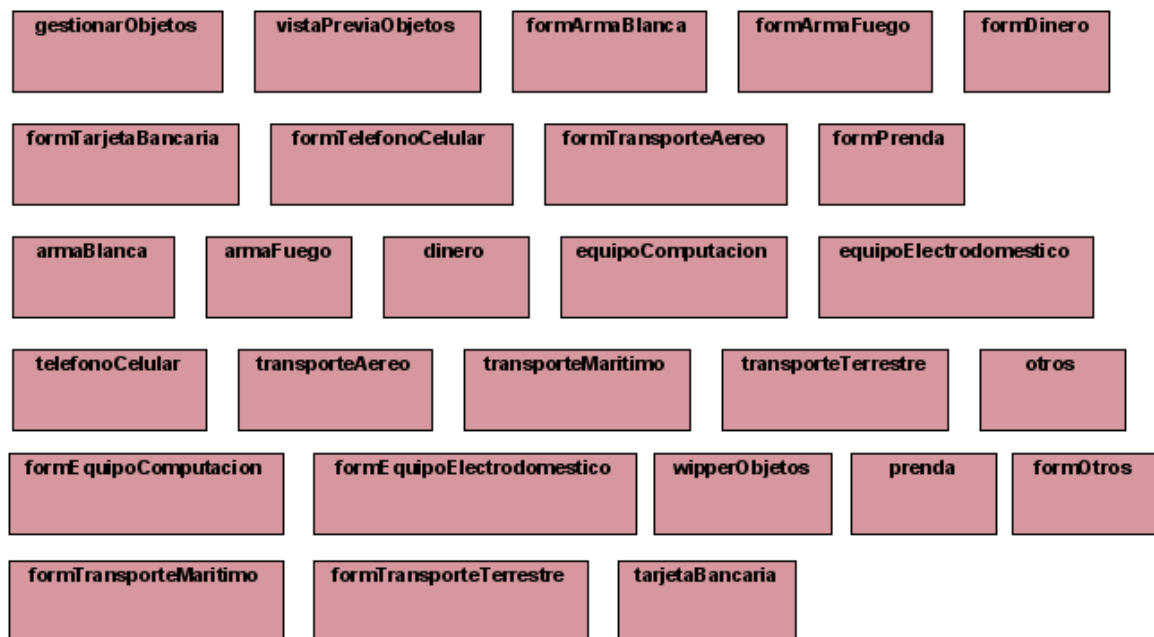 gestionarObjetos vistaPreviaObjetos formArmaBlanca formArmaFuego formDinero
formTarjetaBancaria formTelefonoCelular formTransporteAereo formPrenda
armaBlanca armaFuego dinero equipoComputacion equipoElectrodomestico
telefonoCelular transporteAereo transporteMaritimo transporteTerrestre otros
formEquipoComputacion formEquipoElectrodomestico wipperObjetos prenda formOtros
formTransporteMaritimo formTransporteTerrestre tarjetaBancaria